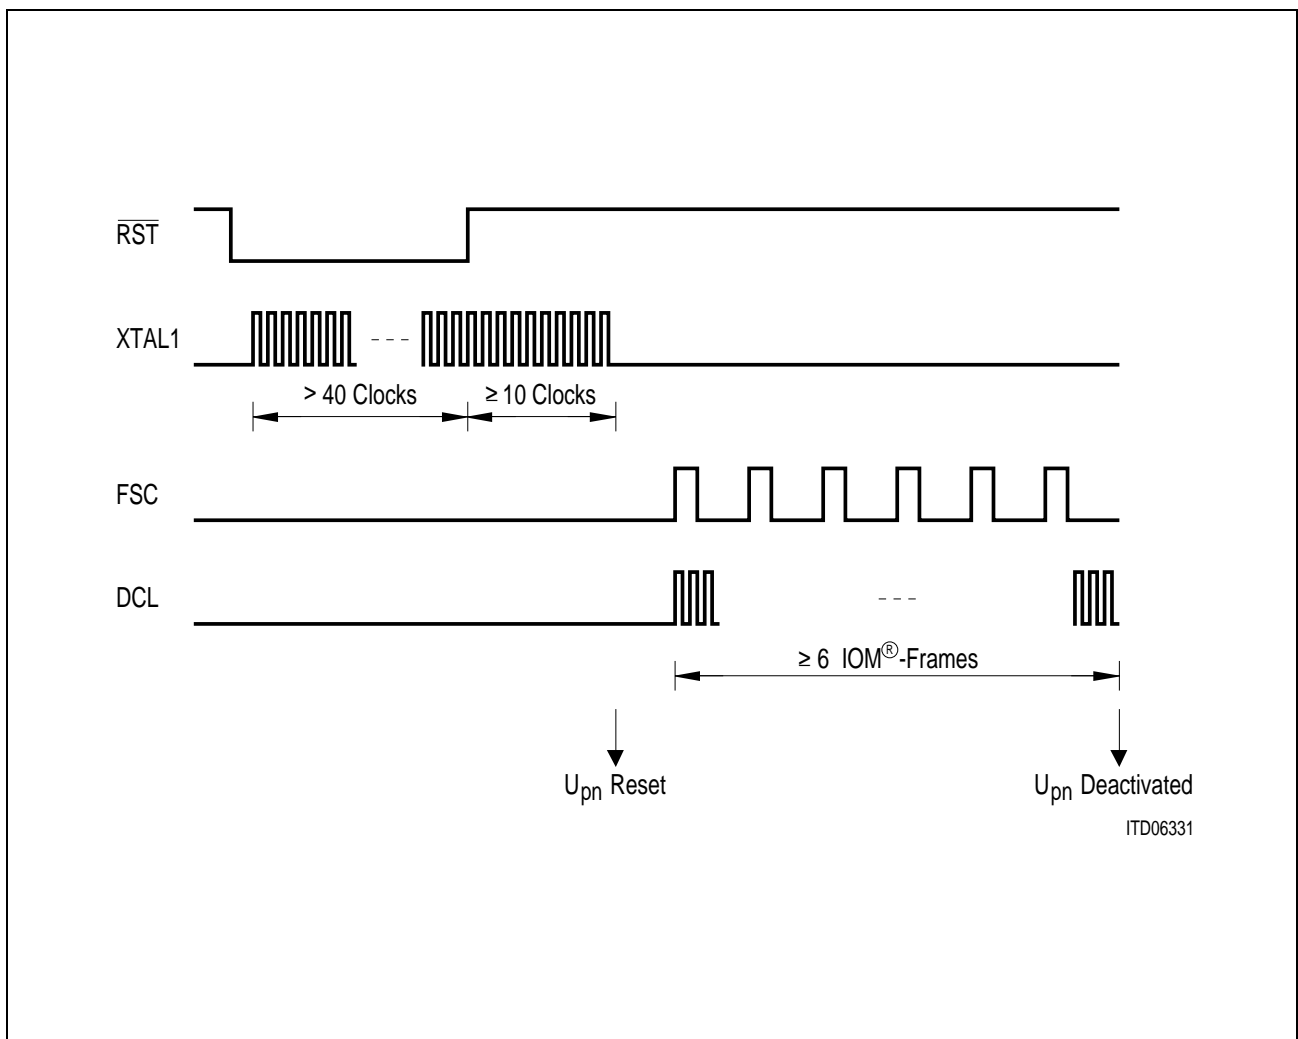 RST
XTAL1
> 40 Clocks
≥ 10 Clocks
FSC
DCL
≥ 6 IOM®-Frames
Upn Reset
Upn Deactivated
ITD06331